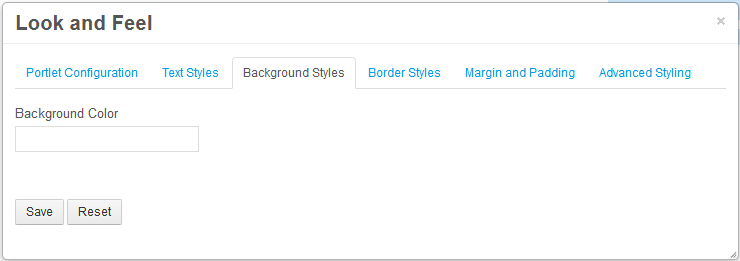 Look and Feel ×
Portlet Configuration Text Styles Background Styles Border Styles Margin and Padding Advanced Styling
Background Color
Save Reset